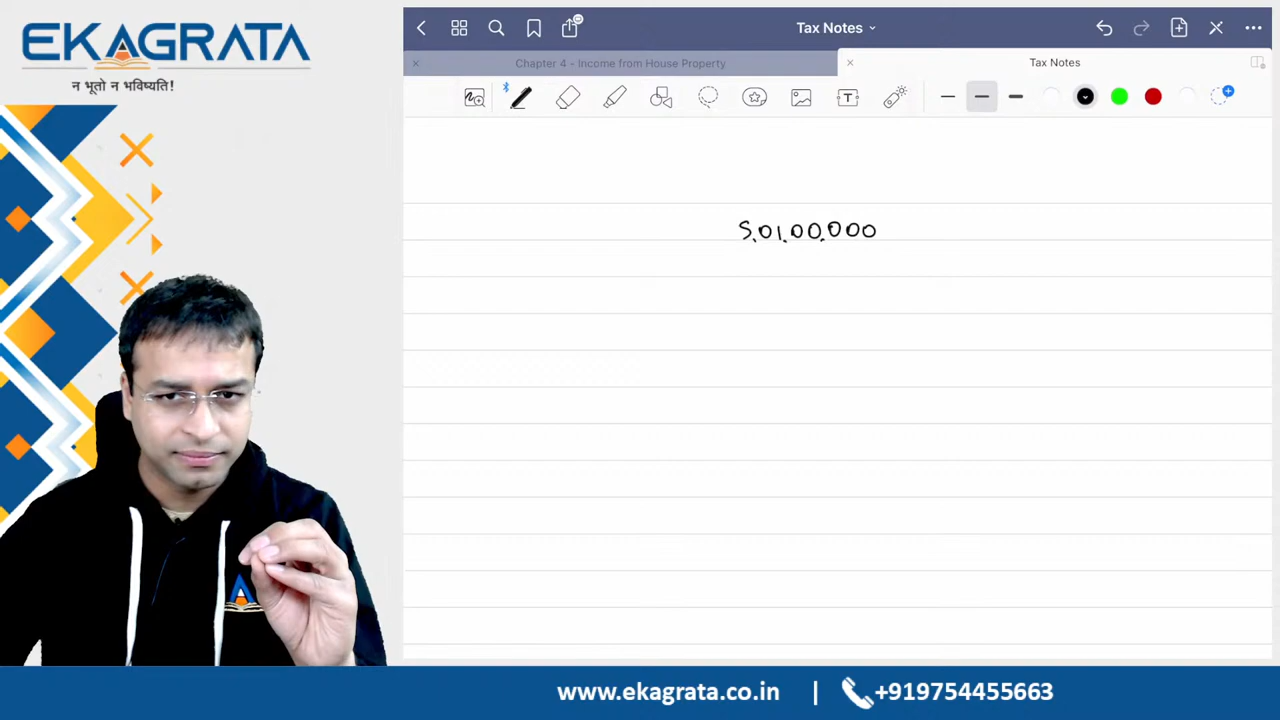 EKAGRATA
न भूतो न भविष्यति!
Tax Notes
Chapter 4 - Income from House Property
Tax Notes
5,01,00,000
www.ekagrata.co.in | +919754455663